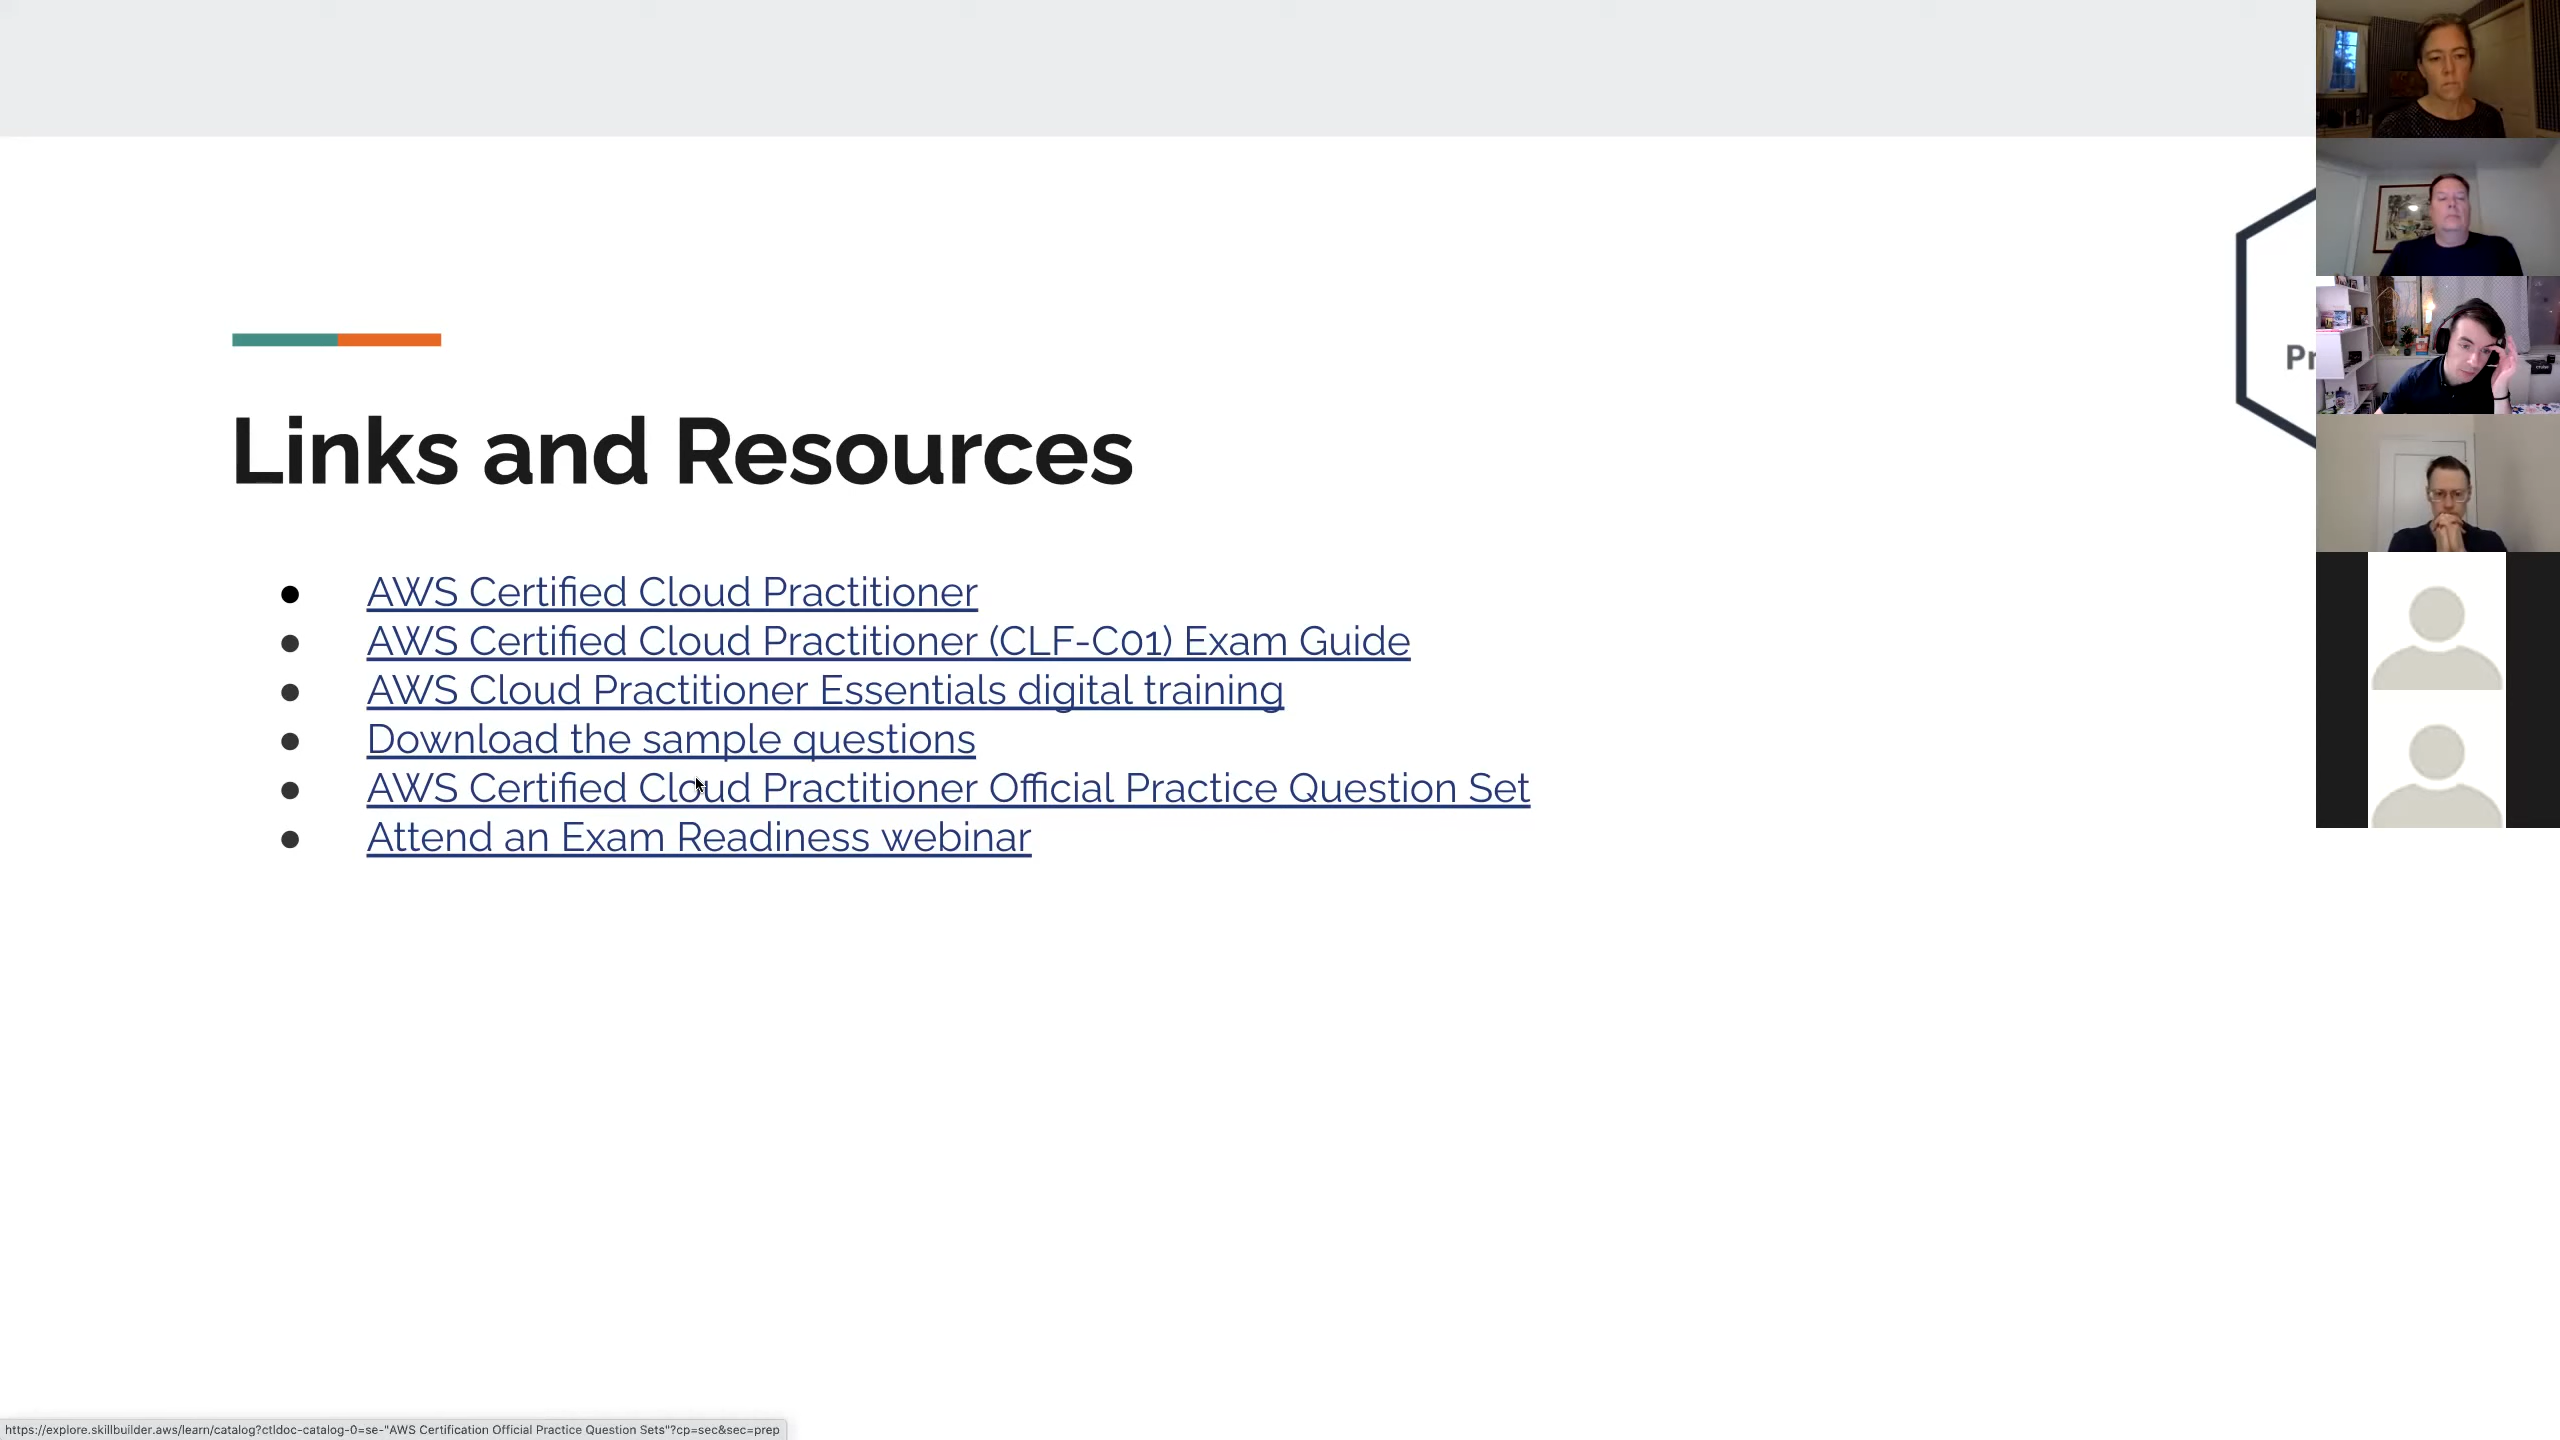 Pr
Links and Resources
AWS Certified Cloud Practitioner
AWS Certified Cloud Practitioner (CLF-C01) Exam Guide
AWS Cloud Practitioner Essentials digital training
Download the sample questions
AWS Certified Cloud Practitioner Official Practice Question Set
Attend an Exam Readiness webinar
https://explore.skillbuilder.aws/learn/catalog?ctldoc-catalog-0=se-"AWS Certification Official Practice Question Sets"?cp=sec&sec=prep